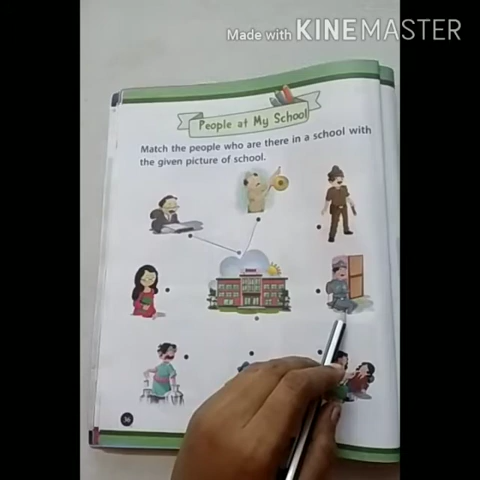 Made with KINEMASTER
People at My School
Match the people who are there in a school with
the given picture of school.
36